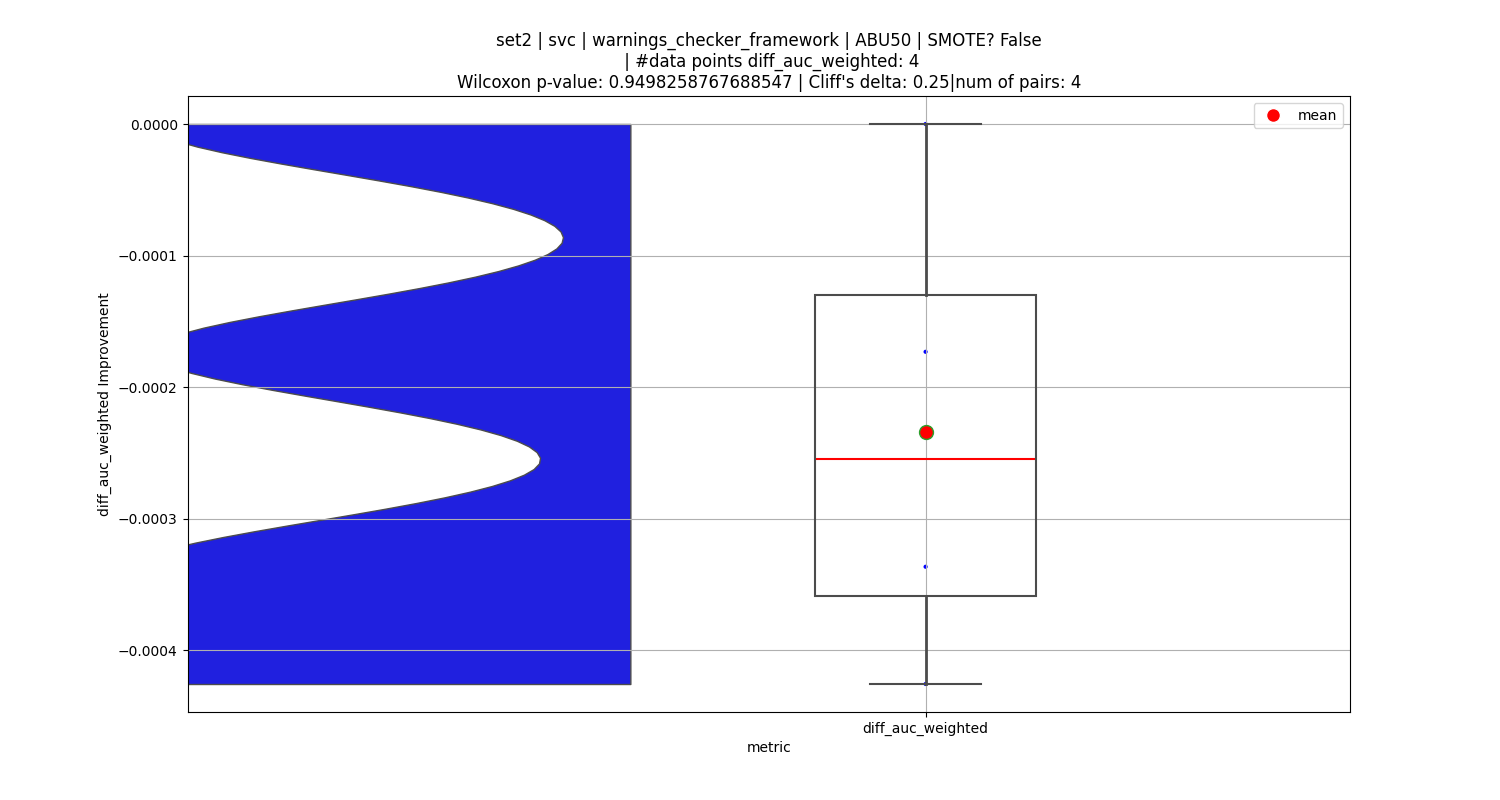 set2 | svc | warnings_checker_framework | ABU50 | SMOTE? False
| #data points diff_auc_weighted: 4
Wilcoxon p-value: 0.9498258767688547 | Cliff's delta: 0.25|num of pairs: 4
mean
0.0000
−0.0001
−0.0002
−0.0003
−0.0004
diff_auc_weighted Improvement
diff_auc_weighted
metric